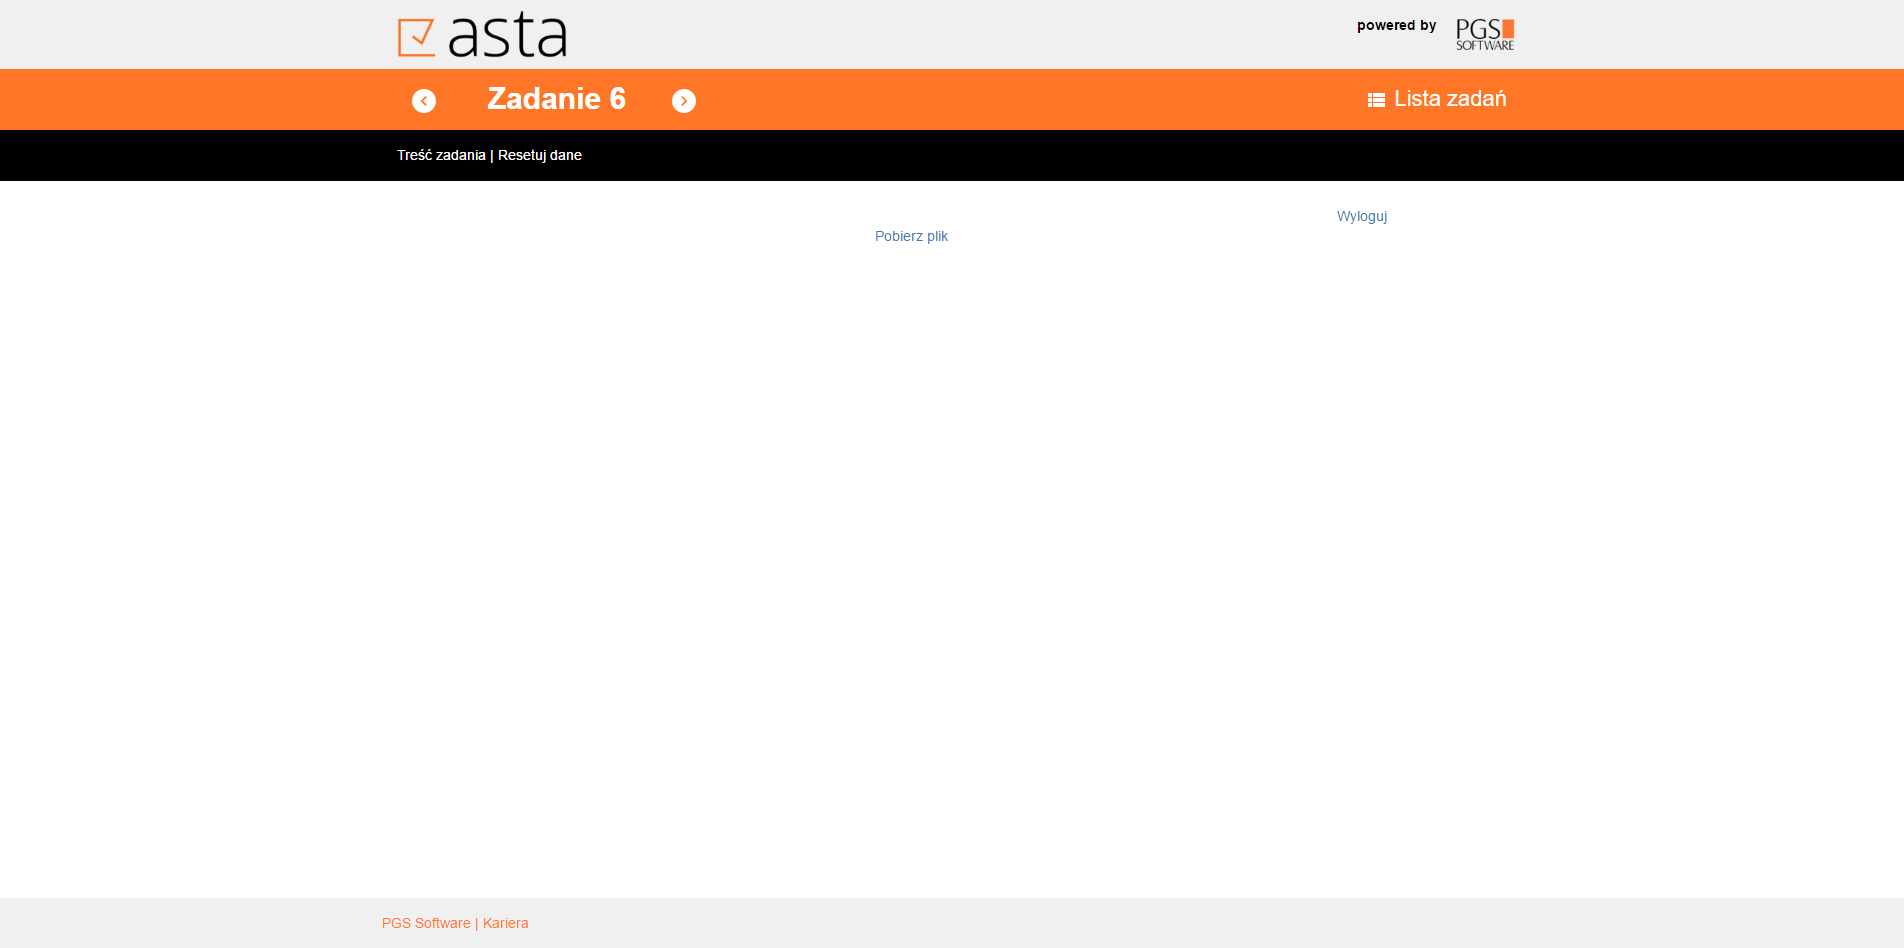 asta
powered by
PGS
SOFTWARE
Zadanie 6
Lista zadań
Treść zadania | Resetuj dane
Wyloguj
Pobierz plik
PGS Software | Kariera